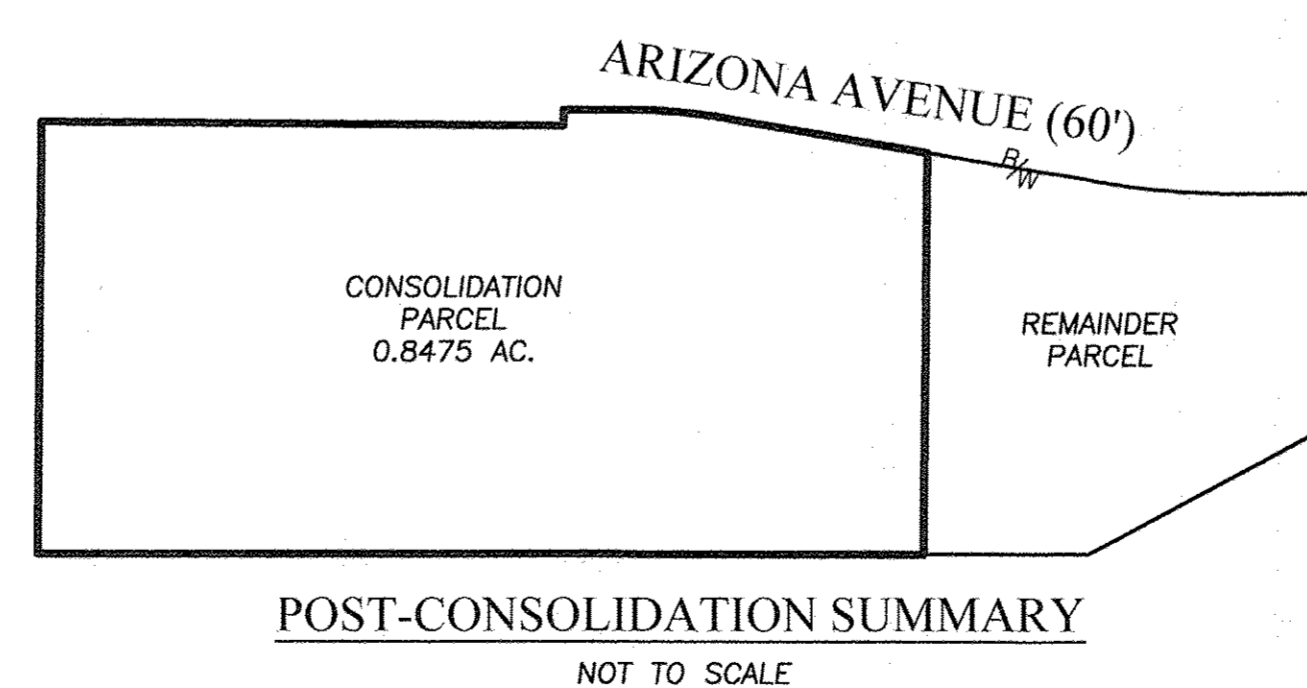 ARIZONA AVENUE (60')
R/W
CONSOLIDATION
PARCEL
0.8475 AC.
REMAINDER
PARCEL
POST-CONSOLIDATION SUMMARY
NOT TO SCALE